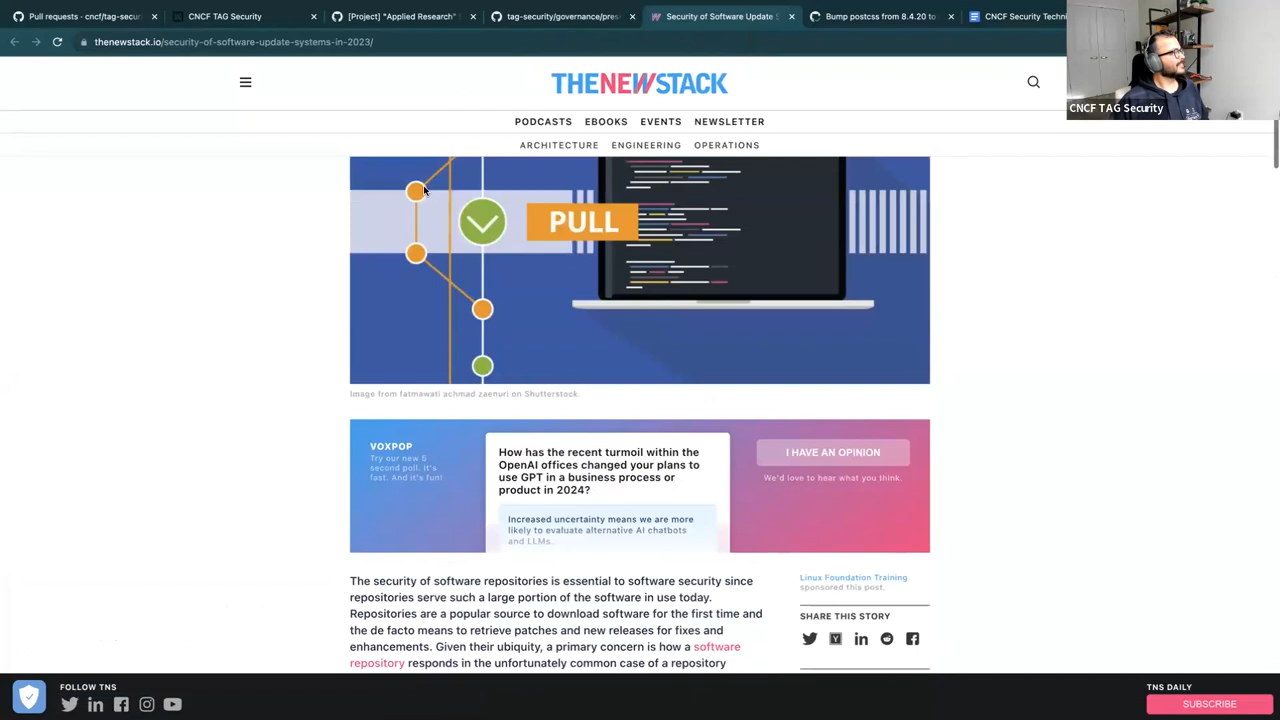 Pull requests · cncf/tag-secur
CNCF TAG Security
[Project] "Applied Research"
tag-security/governance/pres
Security of Software Update S
Bump postcss from 8.4.20 to
CNCF Security Techni
thenewstack.io/security-of-software-update-systems-in-2023/
CNCF TAG Security
THENEWSTACK
PODCASTS EBOOKS EVENTS NEWSLETTER
ARCHITECTURE ENGINEERING OPERATIONS
PULL
Image from fatmawati achmad zaenuri on Shutterstock.
VOXPOP
Try our new 5
second poll. It's
fast. And it's fun!
How has the recent turmoil within the
OpenAI offices changed your plans to
use GPT in a business process or
product in 2024?
Increased uncertainty means we are more
likely to evaluate alternative AI chatbots
and LLMs.
I HAVE AN OPINION
We'd love to hear what you think.
The security of software repositories is essential to software security since
repositories serve such a large portion of the software in use today.
Repositories are a popular source to download software for the first time and
the de facto means to retrieve patches and new releases for fixes and
enhancements. Given their ubiquity, a primary concern is how a software
repository responds in the unfortunately common case of a repository
Linux Foundation Training
sponsored this post.
SHARE THIS STORY
FOLLOW TNS
TNS DAILY
SUBSCRIBE